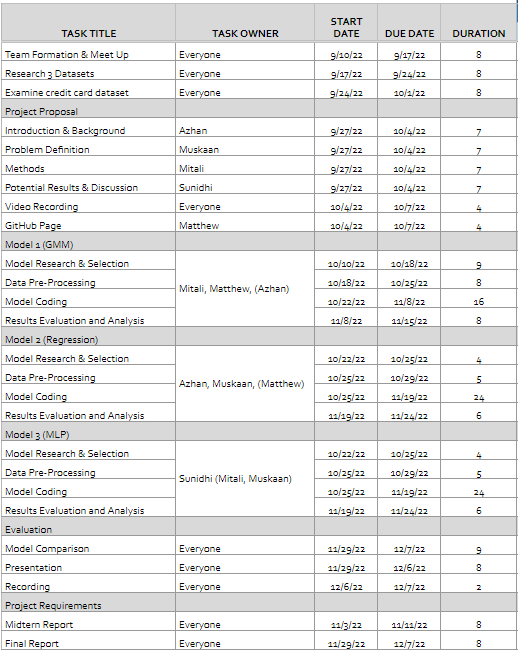 TASK TITLE TASK OWNER START DATE DUE DATE DURATION
Team Formation & Meet Up Everyone 9/10/22 9/17/22 8
Research 3 Datasets Everyone 9/17/22 9/24/22 8
Examine credit card dataset Everyone 9/24/22 10/1/22 8
Project Proposal
Introduction & Background Azhan 9/27/22 10/4/22 7
Problem Definition Muskaan 9/27/22 10/4/22 7
Methods Mitali 9/27/22 10/4/22 7
Potential Results & Discussion Sunidhi 9/27/22 10/4/22 7
Video Recording Everyone 10/4/22 10/7/22 4
GitHub Page Matthew 10/4/22 10/7/22 4
Model 1 (GMM)
Model Research & Selection 10/10/22 10/18/22 9
Data Pre-Processing 10/18/22 10/25/22 8
Mitali, Matthew, (Azhan)
Model Coding 10/22/22 11/8/22 16
Results Evaluation and Analysis 11/8/22 11/15/22 8
Model 2 (Regression)
Model Research & Selection 10/22/22 10/25/22 4
Data Pre-Processing 10/25/22 10/29/22 5
Azhan, Muskaan, (Matthew)
Model Coding 10/25/22 11/19/22 24
Results Evaluation and Analysis 11/19/22 11/24/22 6
Model 3 (MLP)
Model Research & Selection 10/22/22 10/25/22 4
Data Pre-Processing 10/25/22 10/29/22 5
Sunidhi (Mitali, Muskaan)
Model Coding 10/25/22 11/19/22 24
Results Evaluation and Analysis 11/19/22 11/24/22 6
Evaluation
Model Comparison Everyone 11/29/22 12/7/22 9
Presentation Everyone 11/29/22 12/6/22 8
Recording Everyone 12/6/22 12/7/22 2
Project Requirements
Midtern Report Everyone 11/3/22 11/11/22 8
Final Report Everyone 11/29/22 12/7/22 8